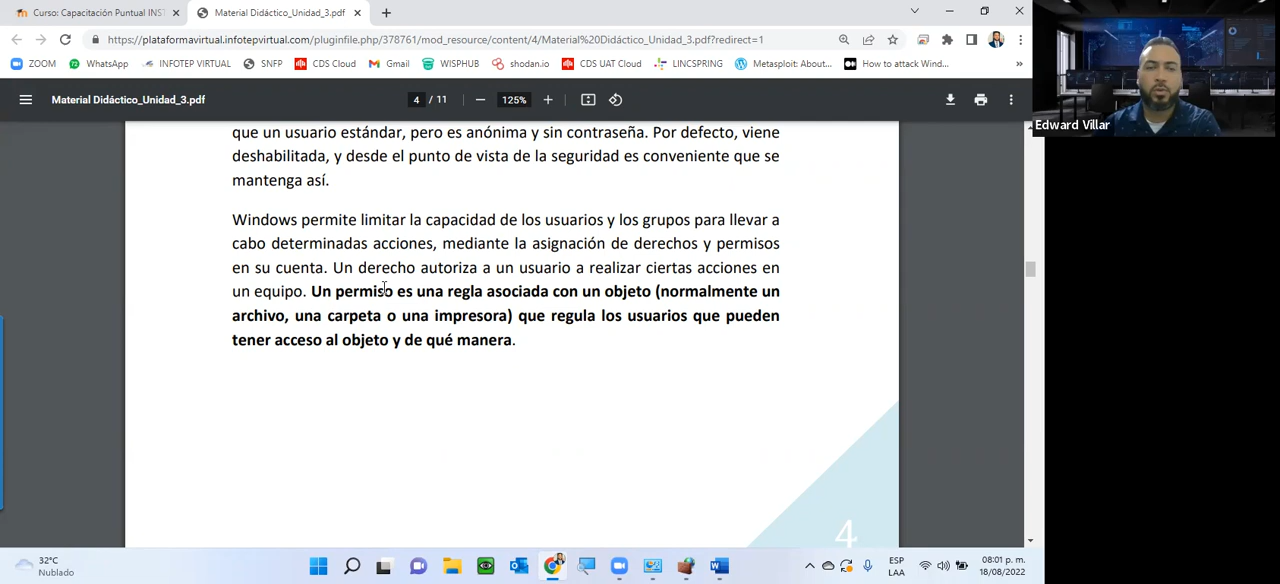 Curso: Capacitación Puntual INS
Material Didáctico_Unidad_3.pdf
https://plataformavirtual.infotepvirtual.com/pluginfile.php/378761/mod_resource/content/4/Material%20Didáctico_Unidad_3.pdf?redirect=1
ZOOM WhatsApp INFOTEP VIRTUAL SNFP CDS Cloud Gmail WISPHUB shodan.io CDS UAT Cloud LINCSPRING Metasploit: About... How to attack Wind... »
Material Didáctico_Unidad_3.pdf 4 / 11 125%
Edward Villar
que un usuario estándar, pero es anónima y sin contraseña. Por defecto, viene
deshabilitada, y desde el punto de vista de la seguridad es conveniente que se
mantenga así.
Windows permite limitar la capacidad de los usuarios y los grupos para llevar a
cabo determinadas acciones, mediante la asignación de derechos y permisos
en su cuenta. Un derecho autoriza a un usuario a realizar ciertas acciones en
un equipo. Un permiso es una regla asociada con un objeto (normalmente un
archivo, una carpeta o una impresora) que regula los usuarios que pueden
tener acceso al objeto y de qué manera.
4
32°C
Nublado
ESP
LAA
08:01 p. m.
18/08/2022